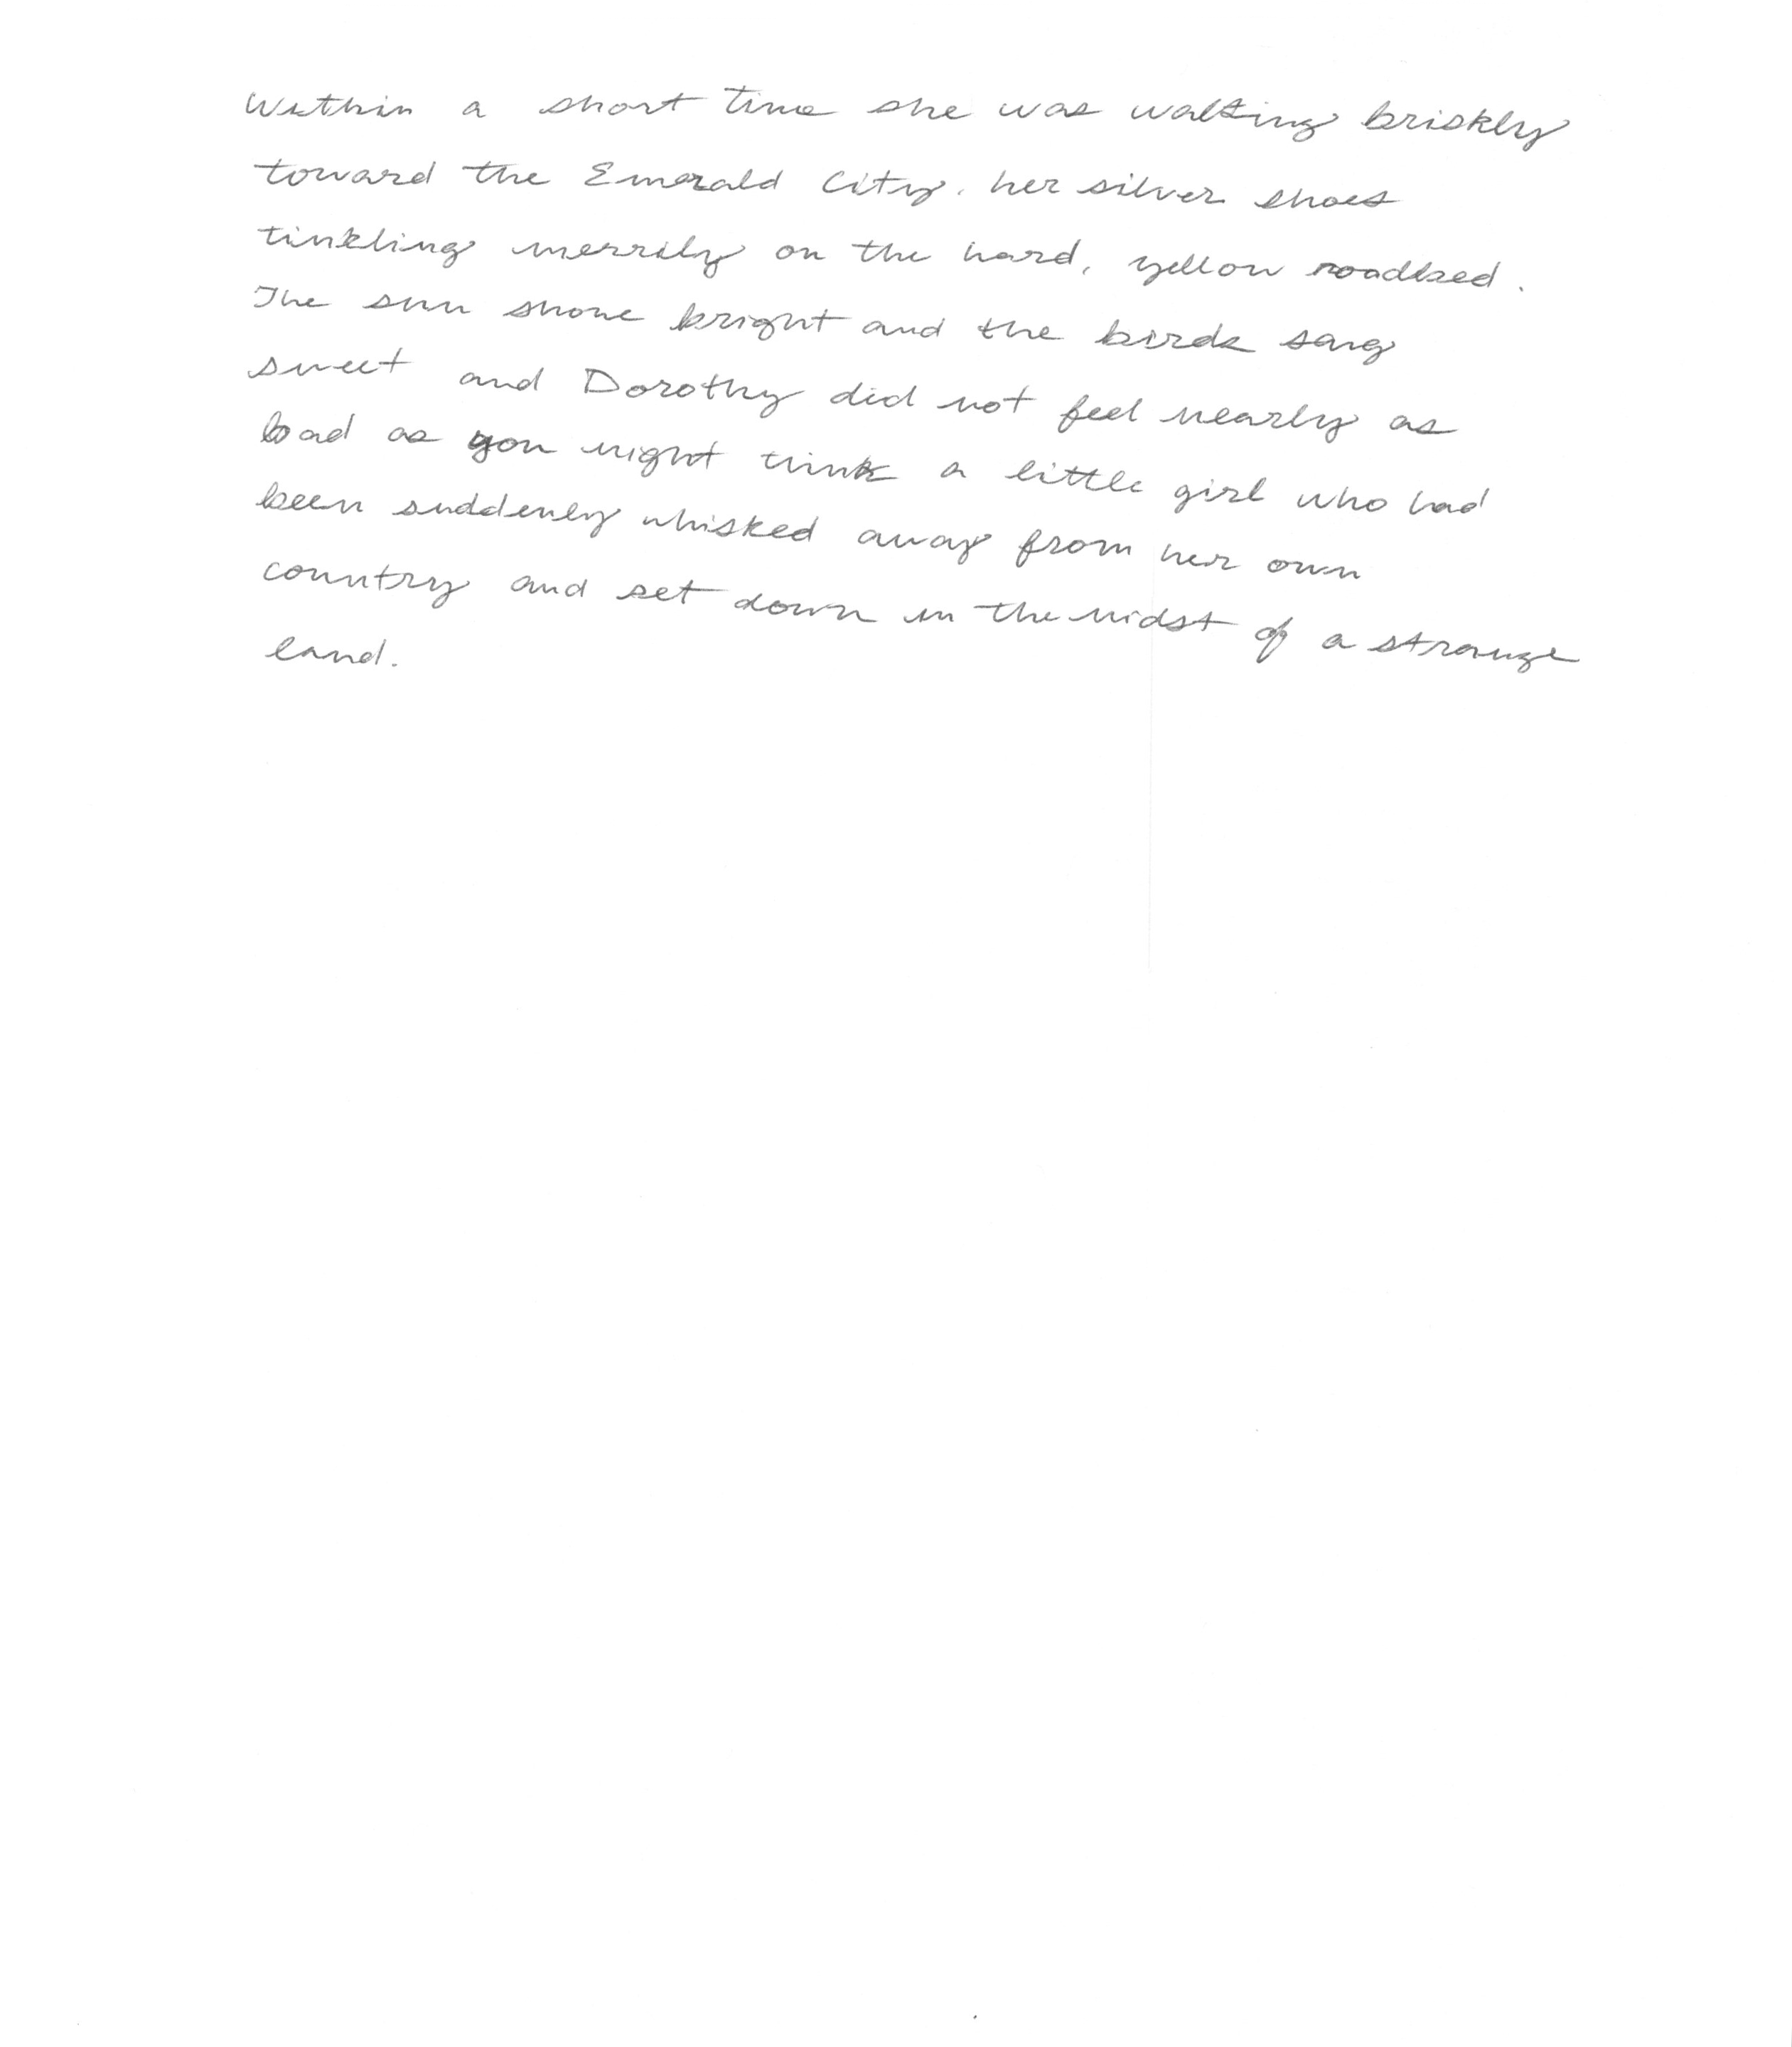 Within a short time she was walking briskly
toward the Emerald City, her silver shoes
tinkling merrily on the hard, yellow roadbed.
The sun shone bright and the birds sang
sweet and Dorothy did not feel nearly as
bad as you might think a little girl who had
been suddenly whisked away from her own
country and set down in the midst of a strange
land.